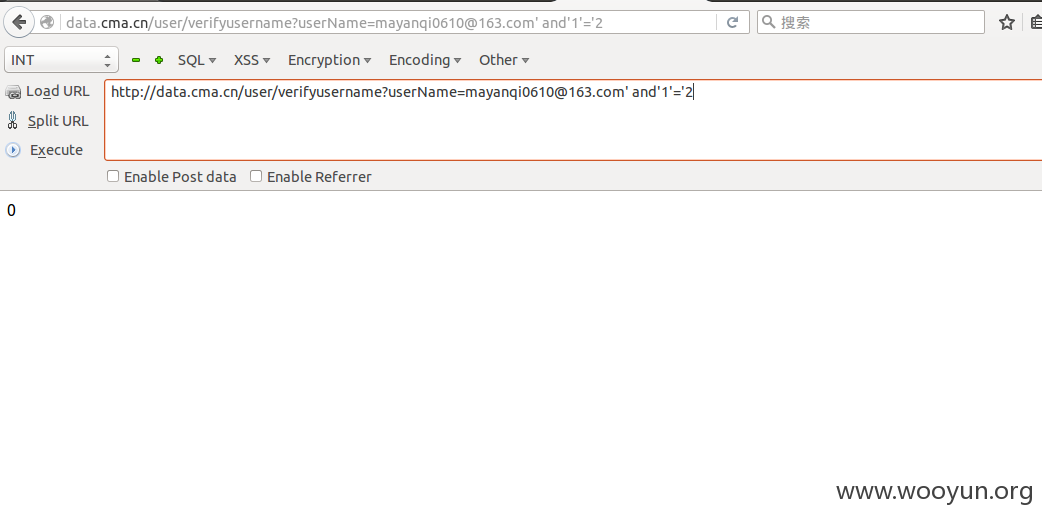 data.cma.cn/user/verifyusername?userName=mayanqi0610@163.com' and'1'='2
搜索
INT SQL XSS Encryption Encoding Other
Load URL
http://data.cma.cn/user/verifyusername?userName=mayanqi0610@163.com' and'1'='2
Split URL
Execute
Enable Post data Enable Referrer
0
www.wooyun.org